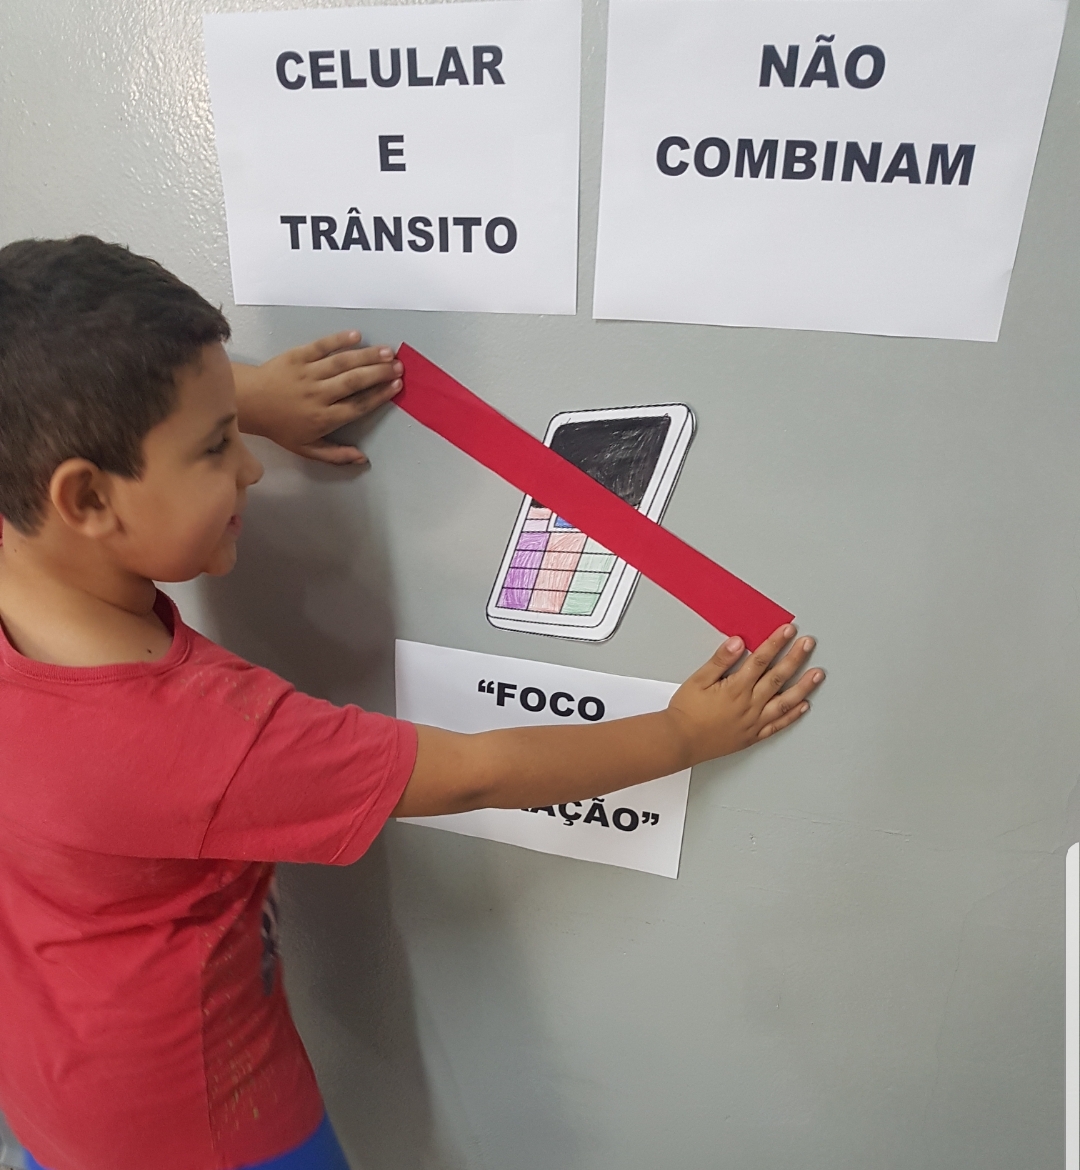 CELULAR
E
TRÂNSITO
NÃO
COMBINAM
“FOCO
AÇÃO”